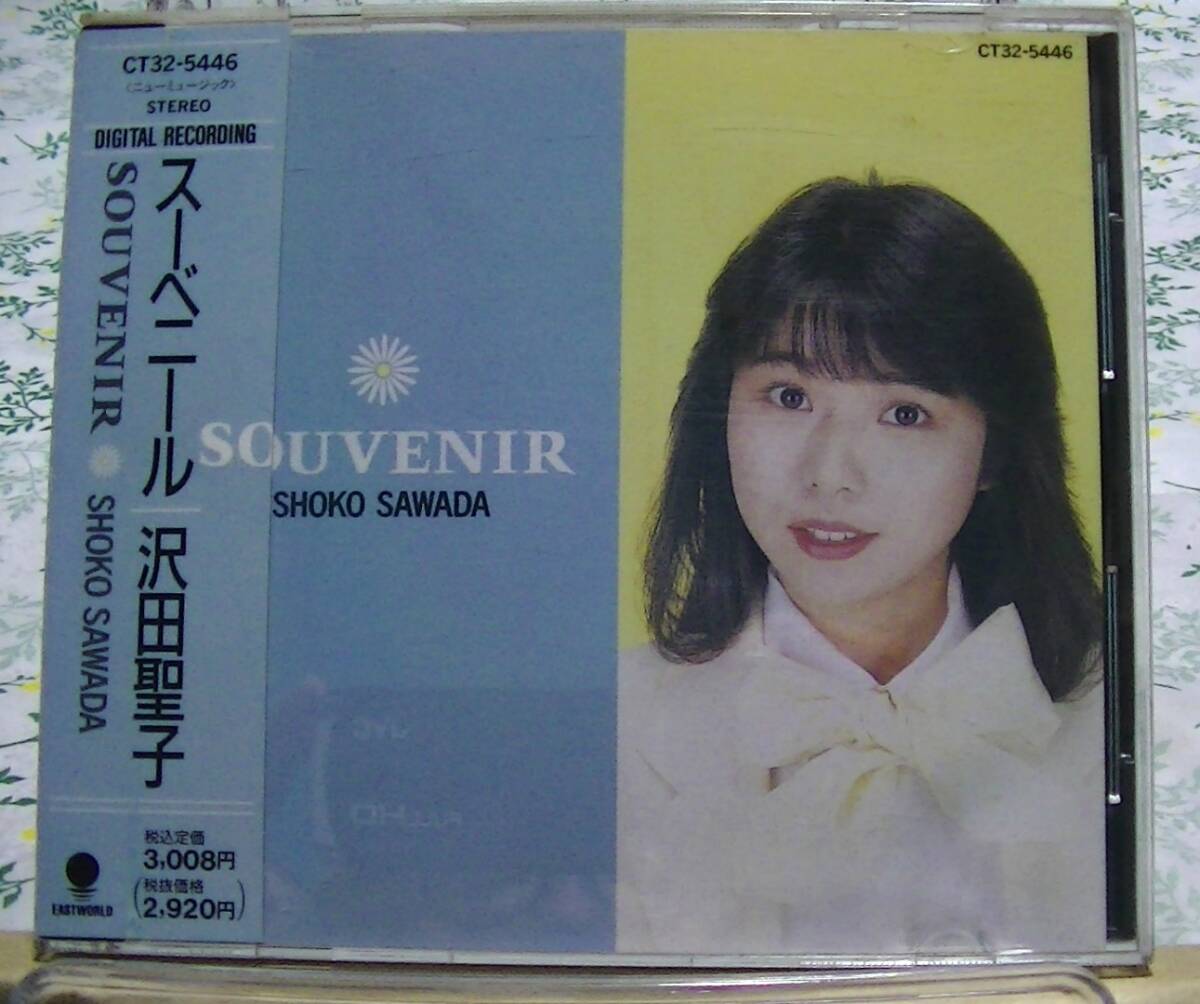 CT32-5446
〈ニューミュージック〉
STEREO
DIGITAL RECORDING
スーベニール 沢田聖子
SOUVENIR SHOKO SAWADA
税込定価
3,008円
(税抜価格
2,920円)
EASTWORLD
SOUVENIR
SHOKO SAWADA
CT32-5446
JVC